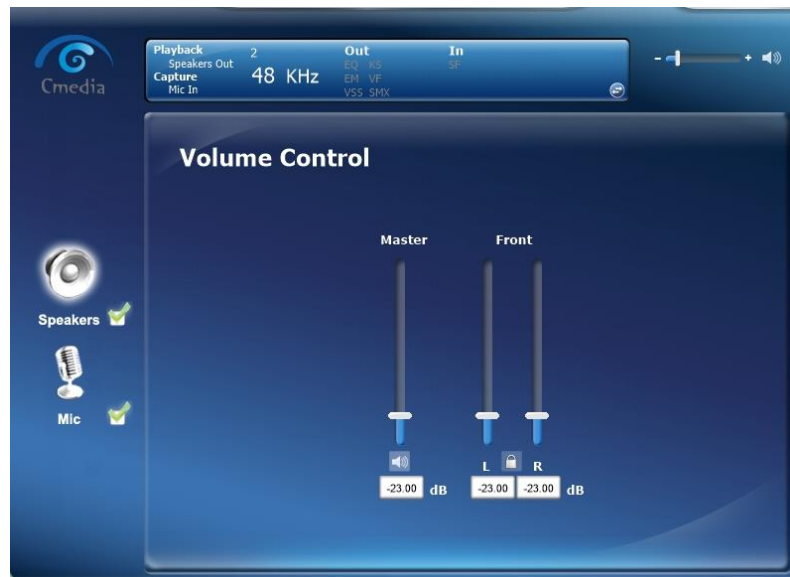 Cmedia
Playback 2 Out In
Speakers Out EQ KS SF
Capture 48 KHz EM VF
Mic In VSS SMX
- +
Volume Control
Master Front
Speakers
Mic
L R
-23.00 dB -23.00 -23.00 dB